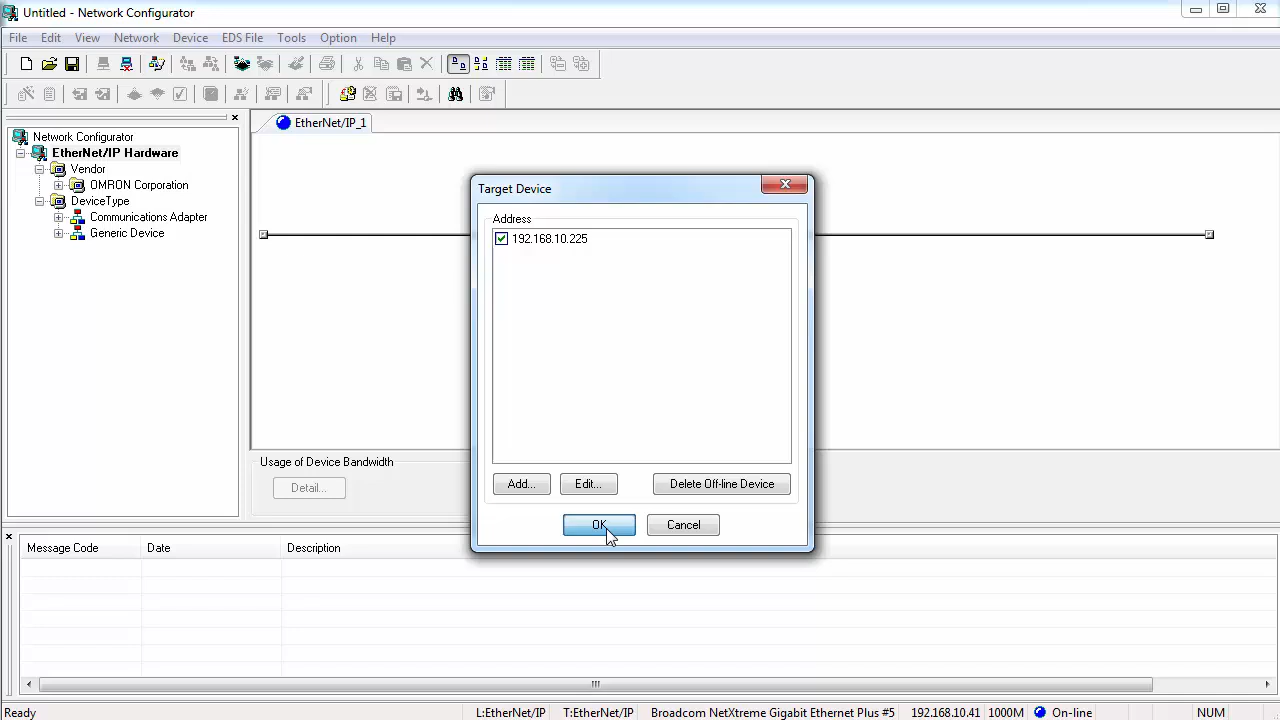 Untitled - Network Configurator
File Edit View Network Device EDS File Tools Option Help
Network Configurator
EtherNet/IP Hardware
Vendor
OMRON Corporation
DeviceType
Communications Adapter
Generic Device
EtherNet/IP_1
Target Device
Address
192.168.10.225
Add... Edit... Delete Off-line Device
OK Cancel
Usage of Device Bandwidth
Detail...
Message Code Date Description
Ready L:EtherNet/IP T:EtherNet/IP Broadcom NetXtreme Gigabit Ethernet Plus #5 192.168.10.41 1000M On-line NUM